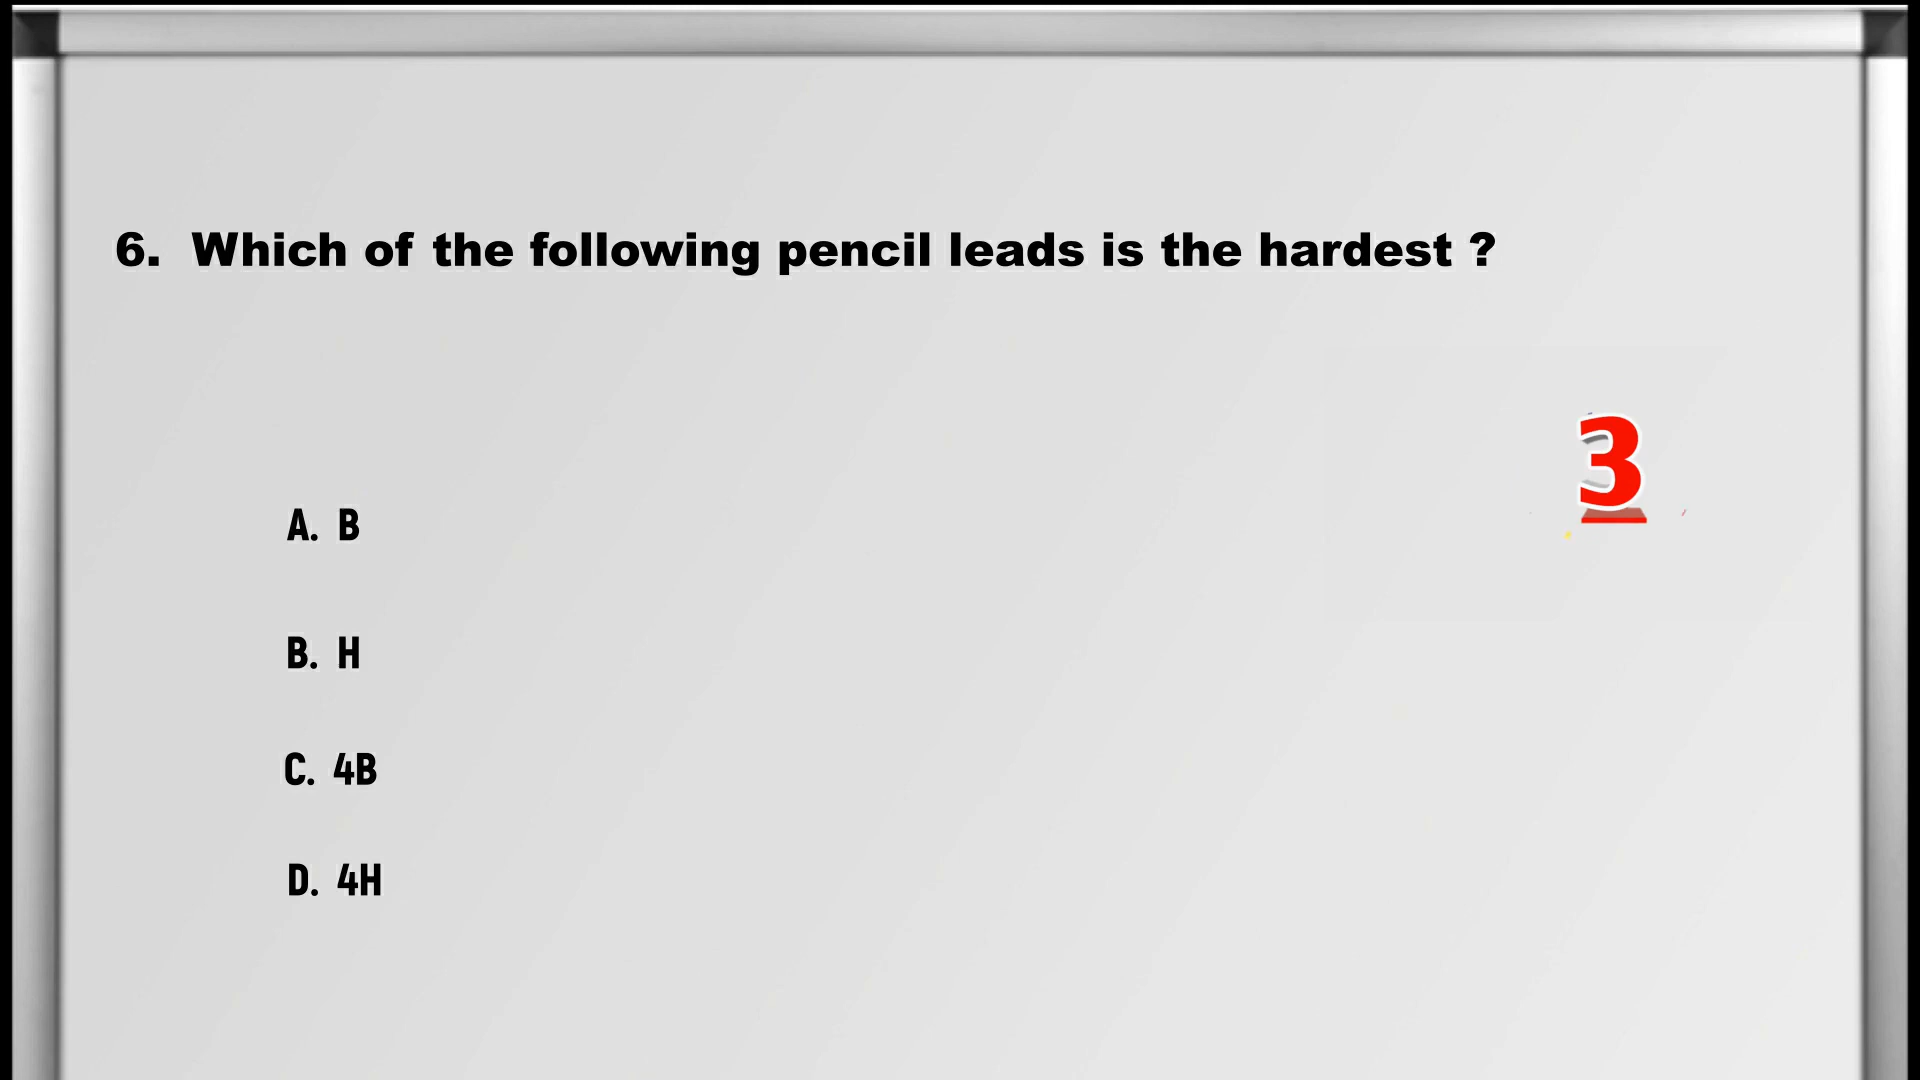 6. Which of the following pencil leads is the hardest ?
3
A. B
B. H
C. 4B
D. 4H